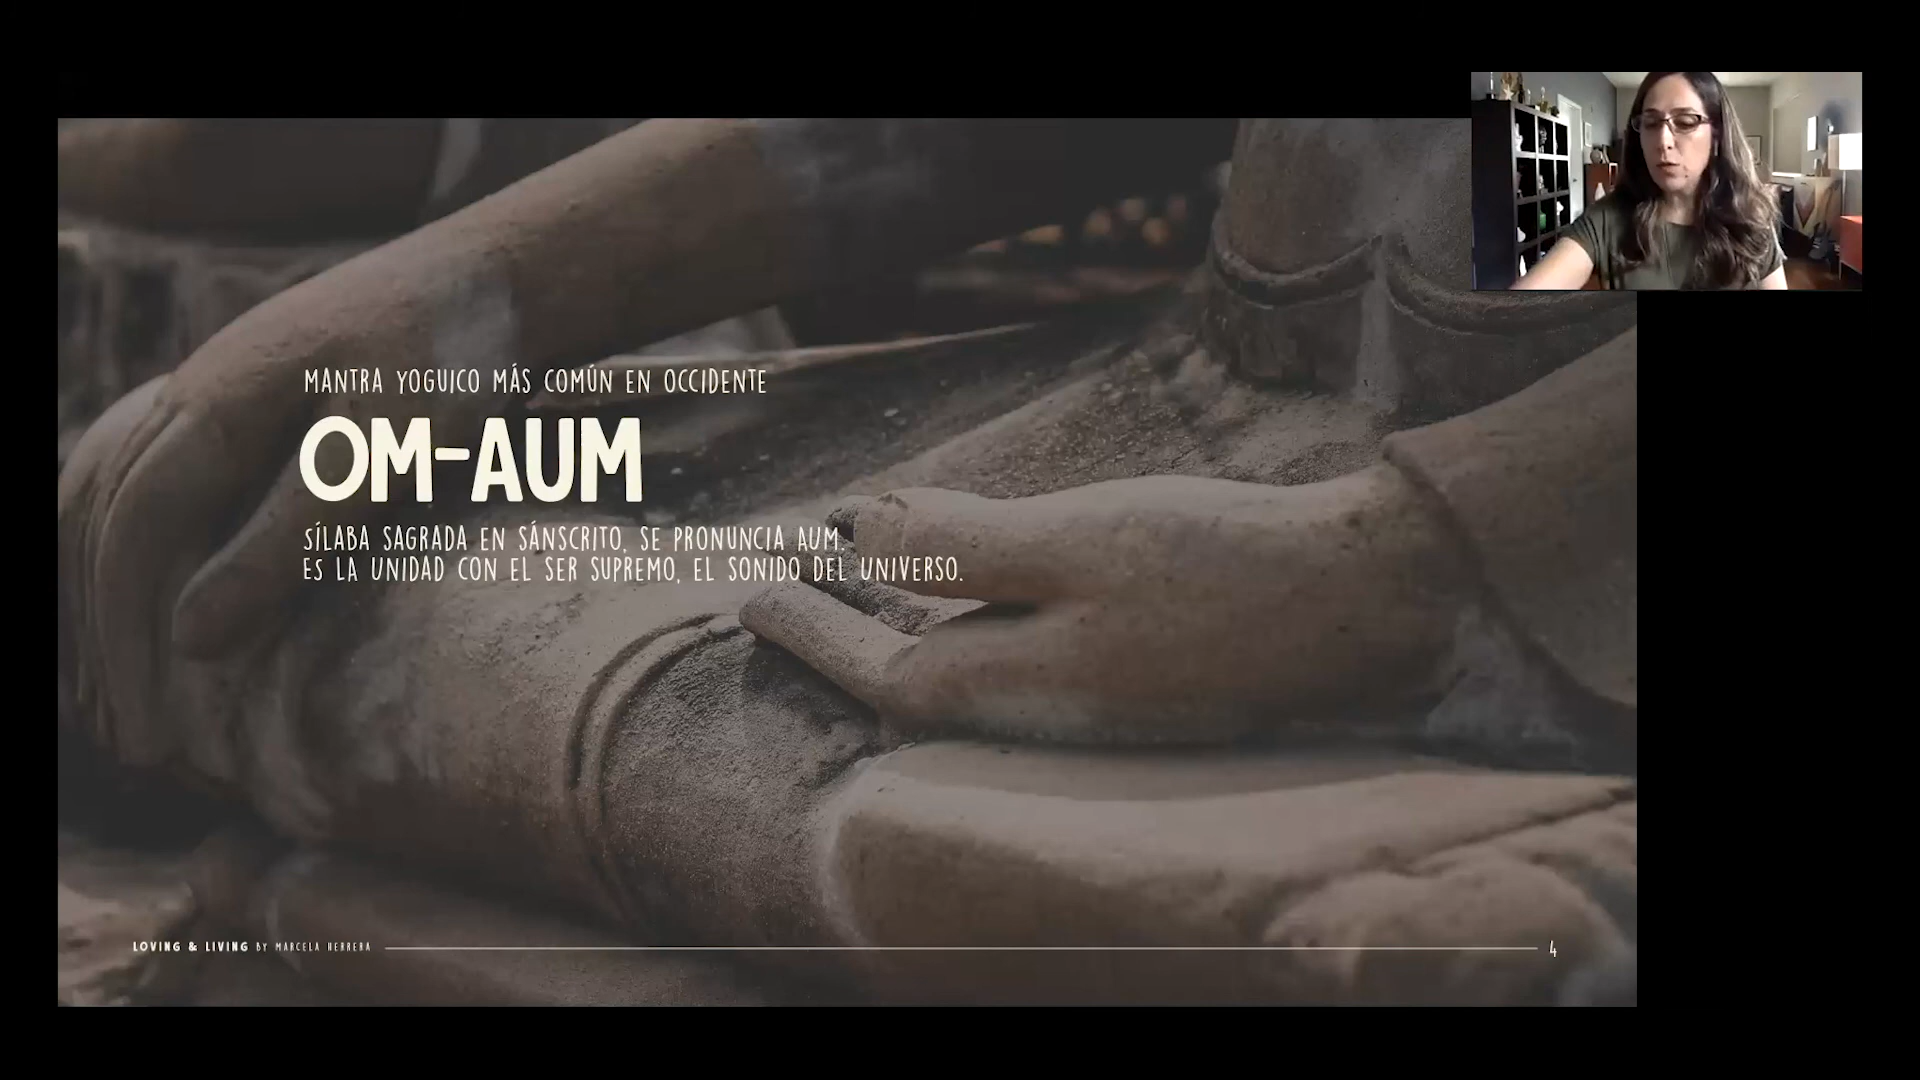 MANTRA YOGUICO MÁS COMÚN EN OCCIDENTE
OM-AUM
SÍLABA SAGRADA EN SÁNSCRITO, SE PRONUNCIA AUM.
ES LA UNIDAD CON EL SER SUPREMO, EL SONIDO DEL UNIVERSO.
LOVING & LIVING BY MARCELA HERRERA
4